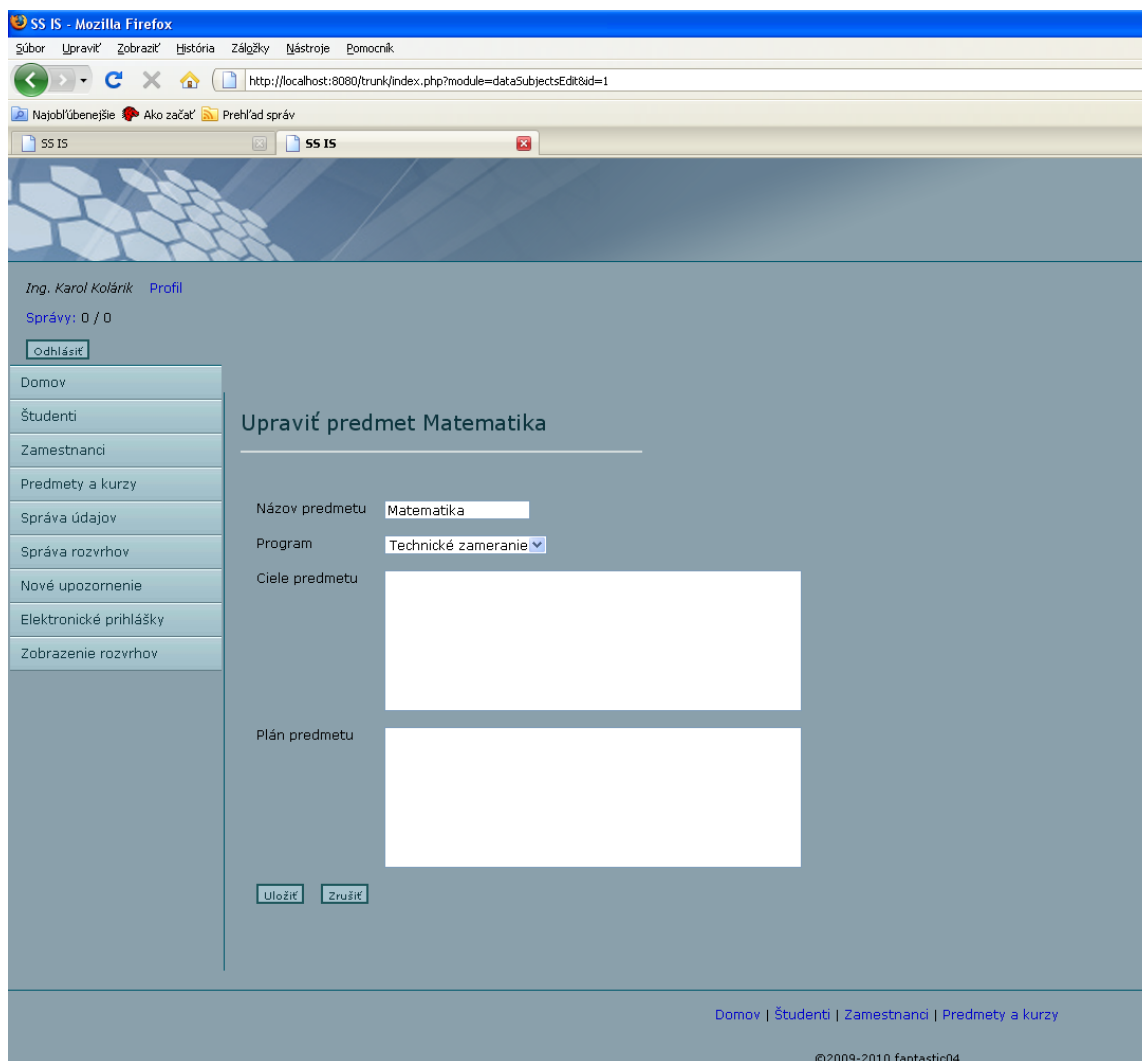 SS IS - Mozilla Firefox
Súbor Upraviť Zobraziť História Záložky Nástroje Pomocník
http://localhost:8080/trunk/index.php?module=dataSubjectsEdit&id=1
Najobľúbenejšie Ako začať Prehľad správ
SS IS SS IS
Ing. Karol Kolárik Profil
Správy: 0 / 0
Odhlásiť
Domov
Študenti
Zamestnanci
Predmety a kurzy
Správa údajov
Správa rozvrhov
Nové upozornenie
Elektronické prihlášky
Zobrazenie rozvrhov
Upraviť predmet Matematika
Názov predmetu Matematika
Program Technické zameranie
Ciele predmetu
Plán predmetu
Uložiť Zrušiť
Domov | Študenti | Zamestnanci | Predmety a kurzy
©2009-2010 fantastic04